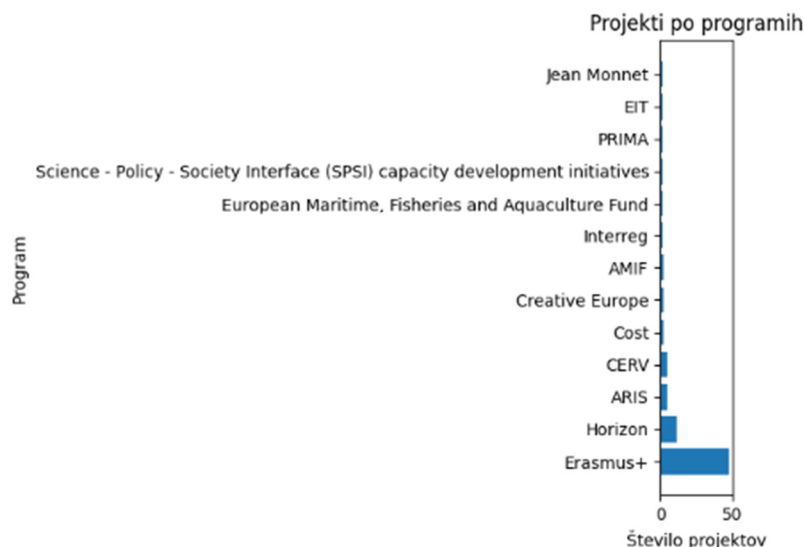 Projekti po programih
Jean Monnet
EIT
PRIMA
Science - Policy - Society Interface (SPSI) capacity development initiatives
European Maritime, Fisheries and Aquaculture Fund
Interreg
AMIF
Creative Europe
Cost
CERV
ARIS
Horizon
Erasmus+
Program
0 50
Število projektov